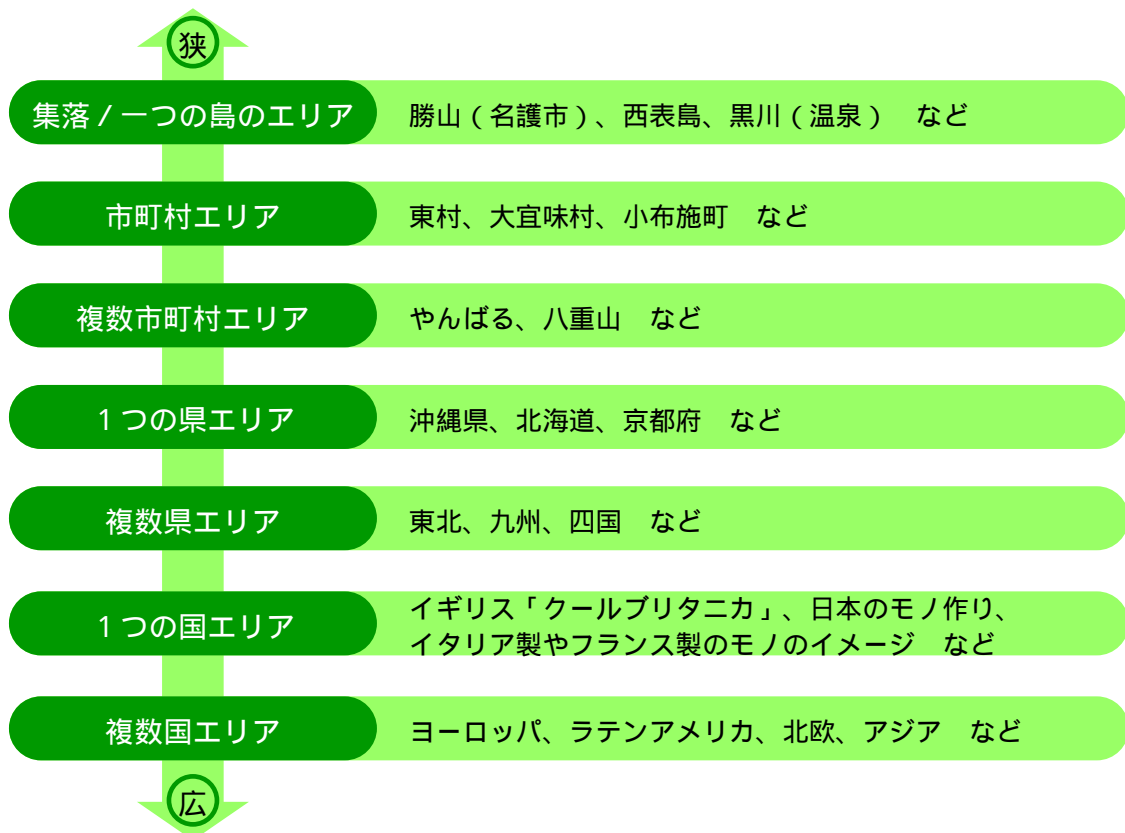 狭
集落/一つの島のエリア 勝山(名護市)、西表島、黒川(温泉) など
市町村エリア 東村、大宜味村、小布施町 など
複数市町村エリア やんばる、八重山 など
1つの県エリア 沖縄県、北海道、京都府 など
複数県エリア 東北、九州、四国 など
1つの国エリア イギリス「クールブリタニカ」、日本のモノ作り、
イタリア製やフランス製のモノのイメージ など
複数国エリア ヨーロッパ、ラテンアメリカ、北欧、アジア など
広